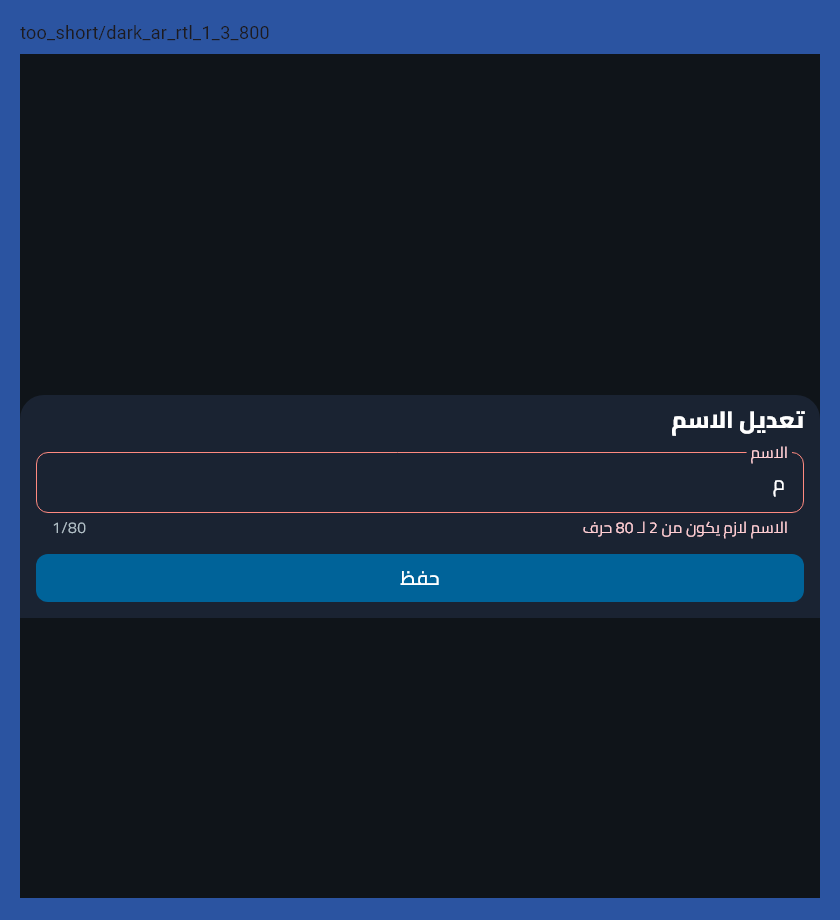 too_short/dark_ar_rtl_1_3_800
تعديل الاسم
الاسم
م
الاسم لازم يكون من 2 لـ 80 حرف
1/80
حفظ